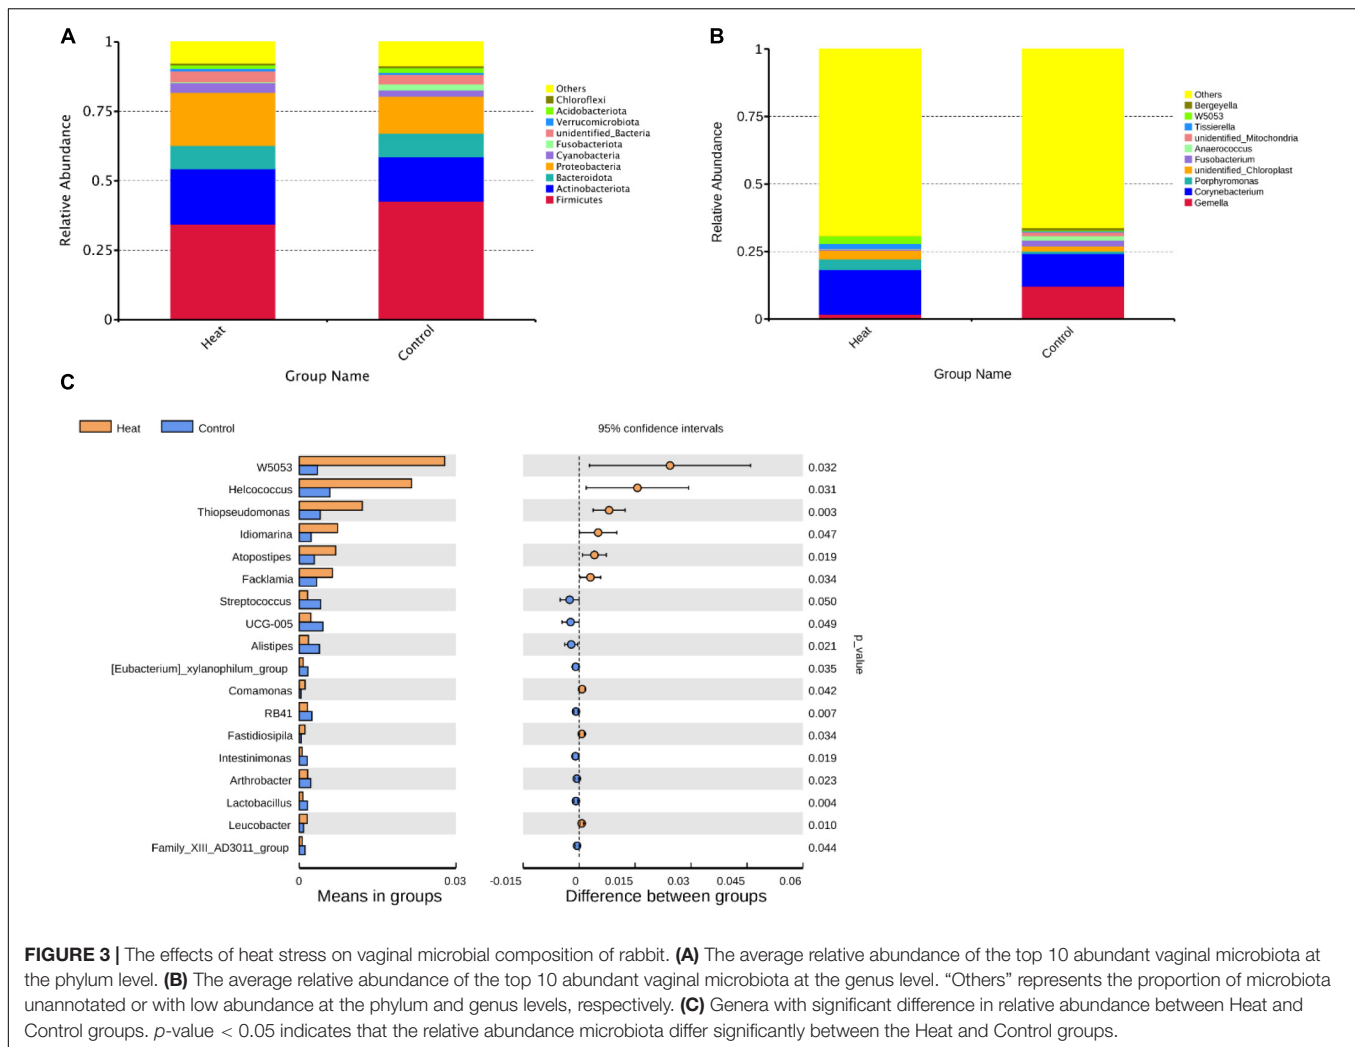 A
1
0.75
0.5
0.25
0
Relative Abundance
Heat
Control
Group Name
Others
Chloroflexi
Acidobacteriota
Verrucomicrobiota
unidentified_Bacteria
Fusobacteriota
Cyanobacteria
Proteobacteria
Bacteroidota
Actinobacteriota
Firmicutes
B
1
0.75
0.5
0.25
0
Relative Abundance
Heat
Control
Group Name
Others
Bergeyella
W5053
Tissierella
unidentified_Mitochondria
Anaerococcus
Fusobacterium
unidentified_Chloroplast
Porphyromonas
Corynebacterium
Gemella
C
Heat Control 95% confidence intervals
W5053 0.032
Helcococcus 0.031
Thiopseudomonas 0.003
Idiomarina 0.047
Atopostipes 0.019
Facklamia 0.034
Streptococcus 0.050
UCG-005 0.049
Alistipes 0.021
[Eubacterium]_xylanophilum_group 0.035
Comamonas 0.042
RB41 0.007
Fastidiosipila 0.034
Intestinimonas 0.019
Arthrobacter 0.023
Lactobacillus 0.004
Leucobacter 0.010
Family_XIII_AD3011_group 0.044
p_value
0 0.03 -0.015 0 0.015 0.03 0.045 0.06
Means in groups Difference between groups
FIGURE 3 | The effects of heat stress on vaginal microbial composition of rabbit. (A) The average relative abundance of the top 10 abundant vaginal microbiota at
the phylum level. (B) The average relative abundance of the top 10 abundant vaginal microbiota at the genus level. “Others” represents the proportion of microbiota
unannotated or with low abundance at the phylum and genus levels, respectively. (C) Genera with significant difference in relative abundance between Heat and
Control groups. p-value < 0.05 indicates that the relative abundance microbiota differ significantly between the Heat and Control groups.